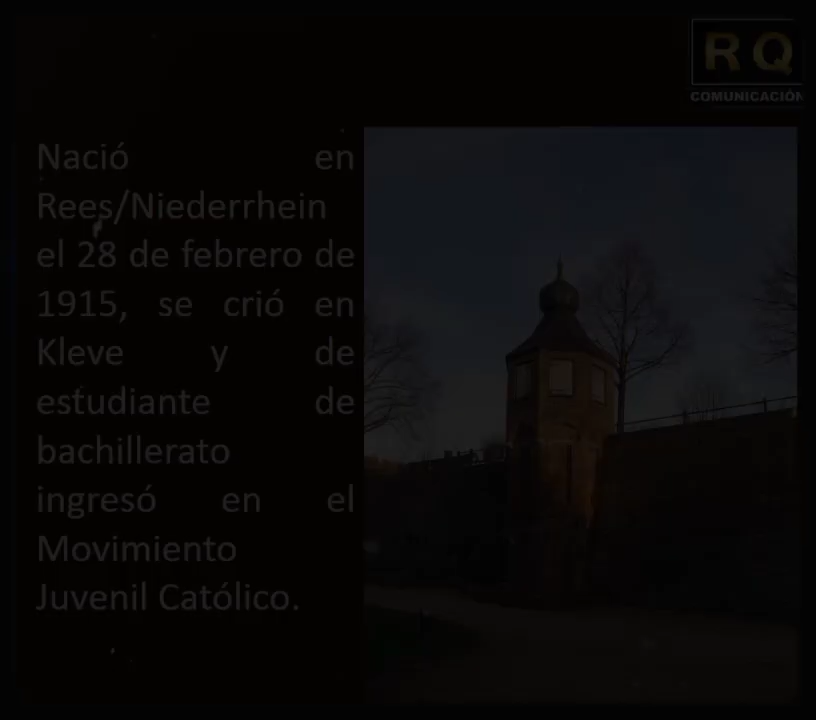 R Q
COMUNICACIÓN
Nació en
Rees/Niederrhein
el 28 de febrero de
1915, se crió en
Kleve y de
estudiante de
bachillerato
ingresó en el
Movimiento
Juvenil Católico.